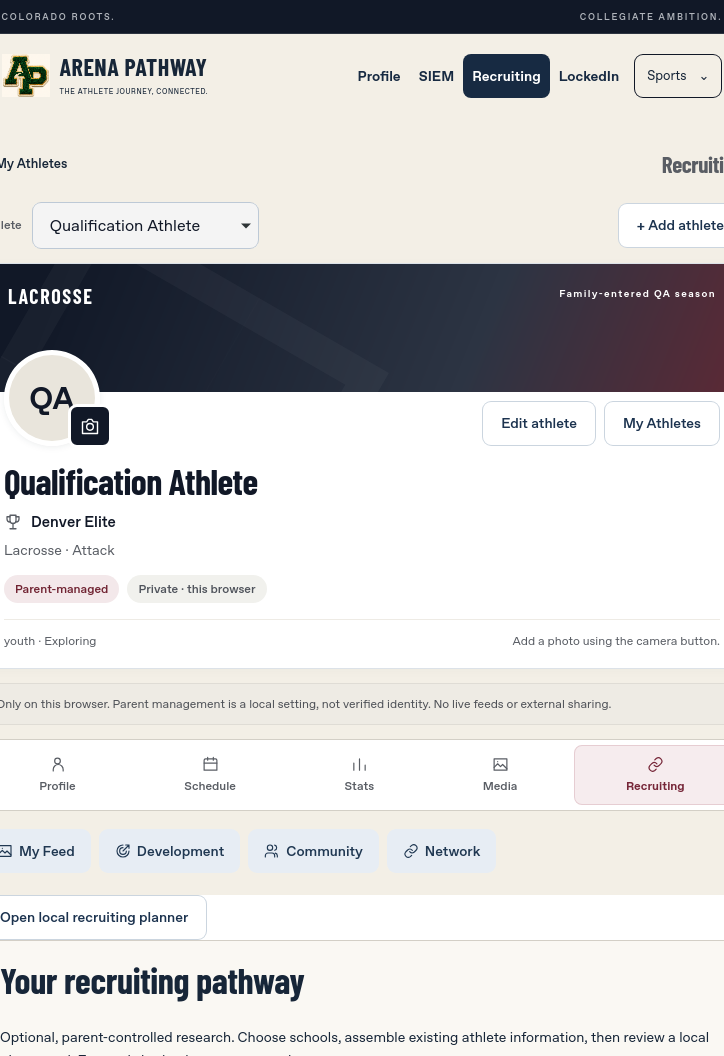 COLORADO ROOTS.
COLLEGIATE AMBITION.
AP
ARENA PATHWAY
THE ATHLETE JOURNEY, CONNECTED.
Profile
SIEM
Recruiting
LockedIn
Sports
My Athletes
Recruiti
lete
Qualification Athlete
+ Add athlete
LACROSSE
Family-entered QA season
QA
Edit athlete
My Athletes
Qualification Athlete
Denver Elite
Lacrosse · Attack
Parent-managed
Private · this browser
youth · Exploring
Add a photo using the camera button.
Only on this browser. Parent management is a local setting, not verified identity. No live feeds or external sharing.
Profile
Schedule
Stats
Media
Recruiting
My Feed
Development
Community
Network
Open local recruiting planner
Your recruiting pathway
Optional, parent-controlled research. Choose schools, assemble existing athlete information, then review a local